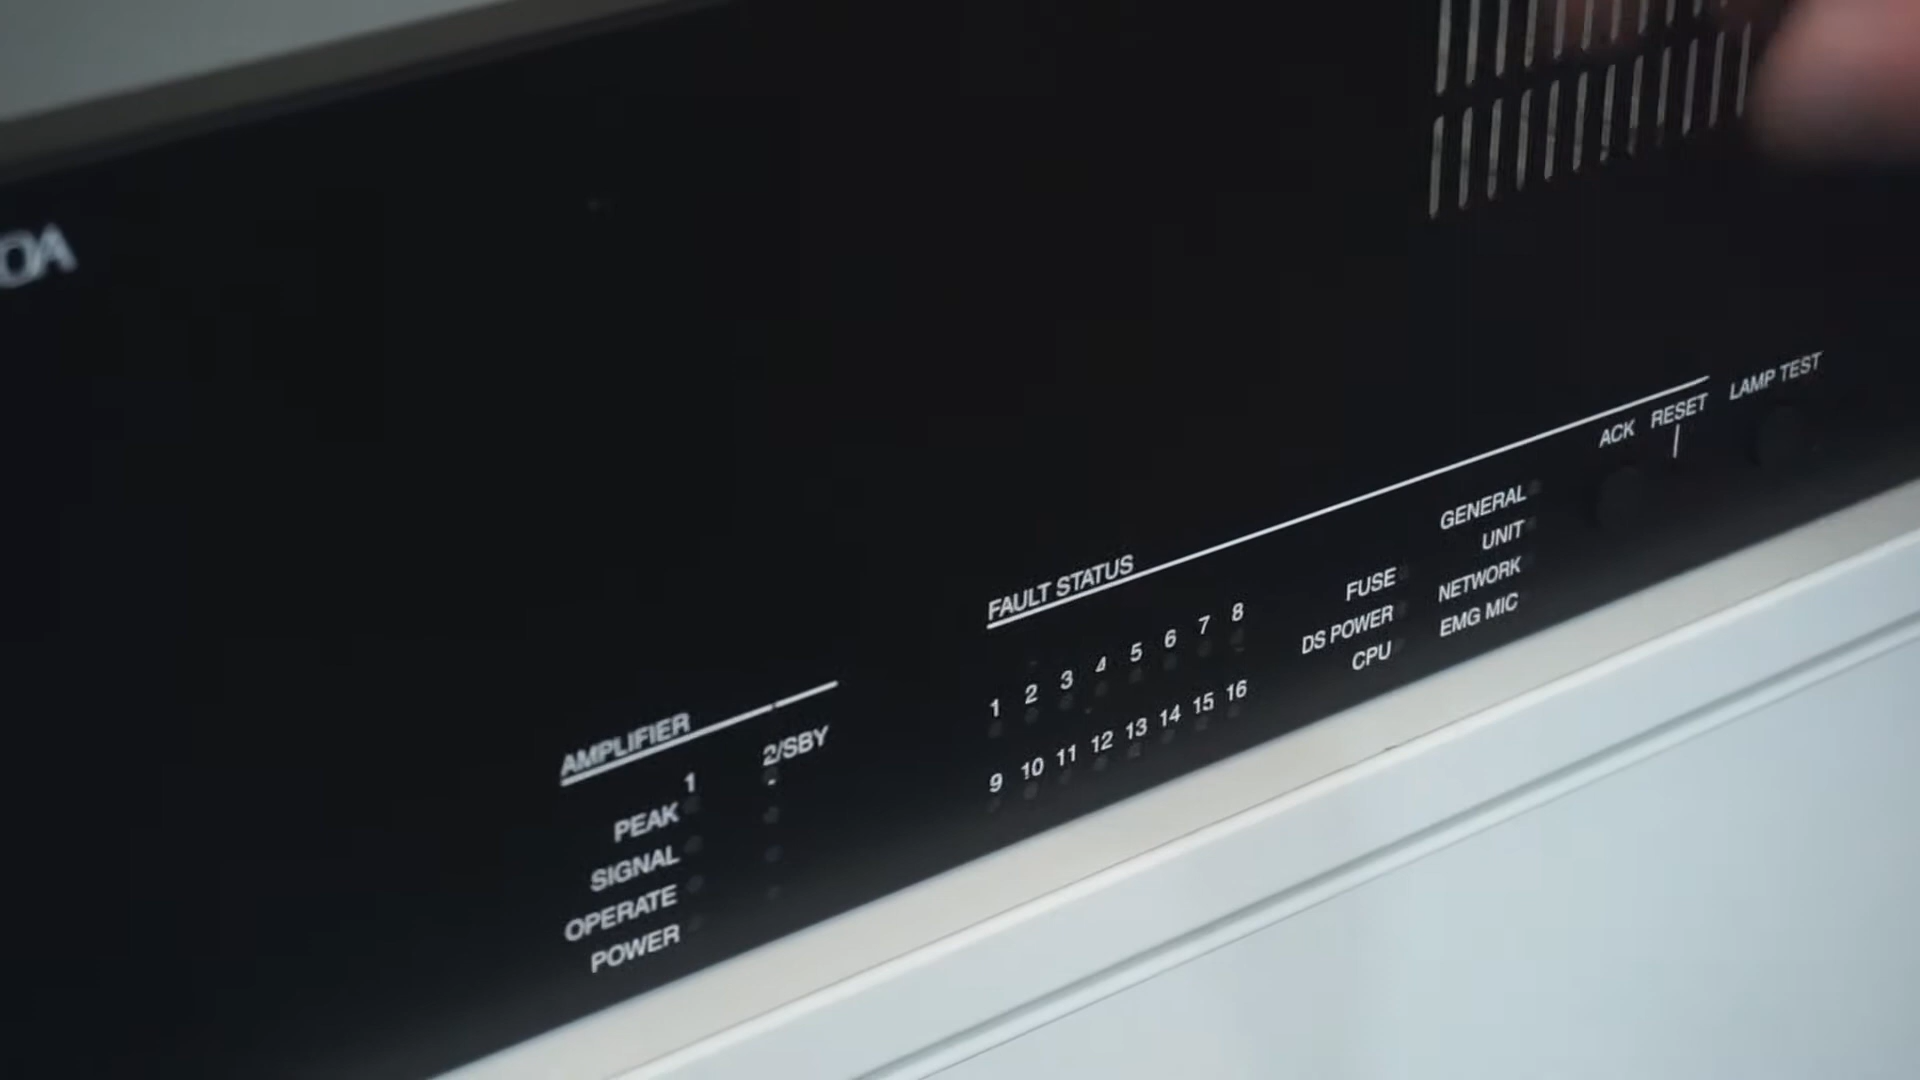 OA
LAMP TEST
ACK RESET
FAULT STATUS
1 2 3 4 5 6 7 8
9 10 11 12 13 14 15 16
FUSE
DS POWER
CPU
GENERAL
UNIT
NETWORK
EMG MIC
AMPLIFIER
1 2/SBY
PEAK
SIGNAL
OPERATE
POWER